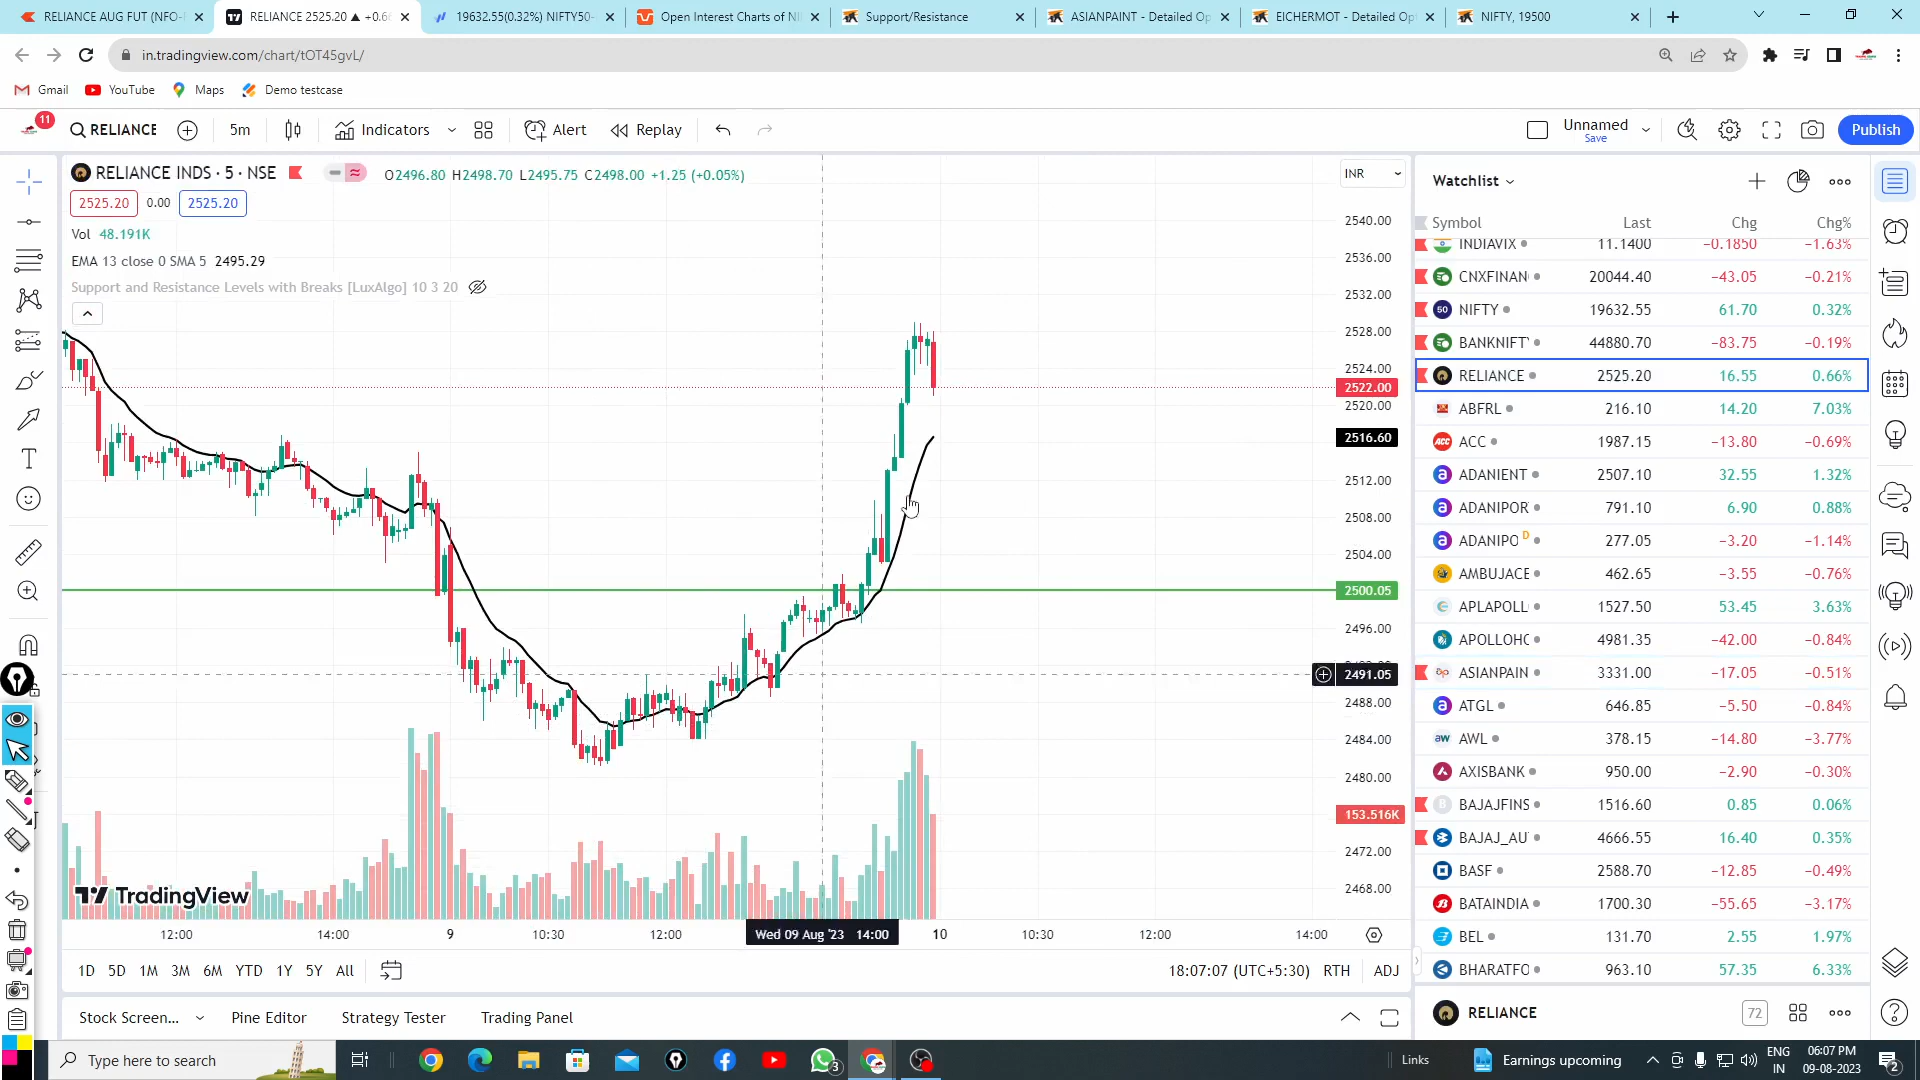 RELIANCE AUG FUT (NFO-
RELIANCE 2525.20 ▲ +0.6
19632.55(0.32%) NIFTY50-
Open Interest Charts of NI
Support/Resistance
ASIANPAINT - Detailed Op
EICHERMOT - Detailed Op
NIFTY, 19500
in.tradingview.com/chart/tOT45gvL/
Gmail YouTube Maps Demo testcase
11 RELIANCE 5m Indicators Alert Replay Unnamed Save Publish
RELIANCE INDS · 5 · NSE O2496.80 H2498.70 L2495.75 C2498.00 +1.25 (+0.05%) INR
2525.20 0.00 2525.20
Vol 48.191K
EMA 13 close 0 SMA 5 2495.29
Support and Resistance Levels with Breaks [LuxAlgo] 10 3 20
2540.00
2536.00
2532.00
2528.00
2524.00
2522.00
2520.00
2516.60
2512.00
2508.00
2504.00
2500.05
2496.00
2491.05
2488.00
2484.00
2480.00
153.516K
2472.00
2468.00
TradingView
12:00 14:00 9 10:30 12:00 Wed 09 Aug '23 14:00 10 10:30 12:00 14:00
1D 5D 1M 3M 6M YTD 1Y 5Y All 18:07:07 (UTC+5:30) RTH ADJ
Stock Screen... Pine Editor Strategy Tester Trading Panel
Watchlist
Symbol Last Chg Chg%
INDIAVIX 11.1400 −0.1850 −1.63%
CNXFINAN 20044.40 −43.05 −0.21%
50 NIFTY 19632.55 61.70 0.32%
BANKNIFT 44880.70 −83.75 −0.19%
RELIANCE 2525.20 16.55 0.66%
ABFRL 216.10 14.20 7.03%
ACC 1987.15 −13.80 −0.69%
ADANIENT 2507.10 32.55 1.32%
ADANIPOR 791.10 6.90 0.88%
ADANIPO D 277.05 −3.20 −1.14%
AMBUJACE 462.65 −3.55 −0.76%
APLAPOLL 1527.50 53.45 3.63%
APOLLOHO 4981.35 −42.00 −0.84%
ASIANPAIN 3331.00 −17.05 −0.51%
ATGL 646.85 −5.50 −0.84%
AWL 378.15 −14.80 −3.77%
AXISBANK 950.00 −2.90 −0.30%
BAJAJFINS 1516.60 0.85 0.06%
BAJAJ_AU 4666.55 16.40 0.35%
BASF 2588.70 −12.85 −0.49%
BATAINDIA 1700.30 −55.65 −3.17%
BEL 131.70 2.55 1.97%
BHARATFO 963.10 57.35 6.33%
RELIANCE 72
Type here to search 3 Links Earnings upcoming ENG IN 06:07 PM 09-08-2023 2